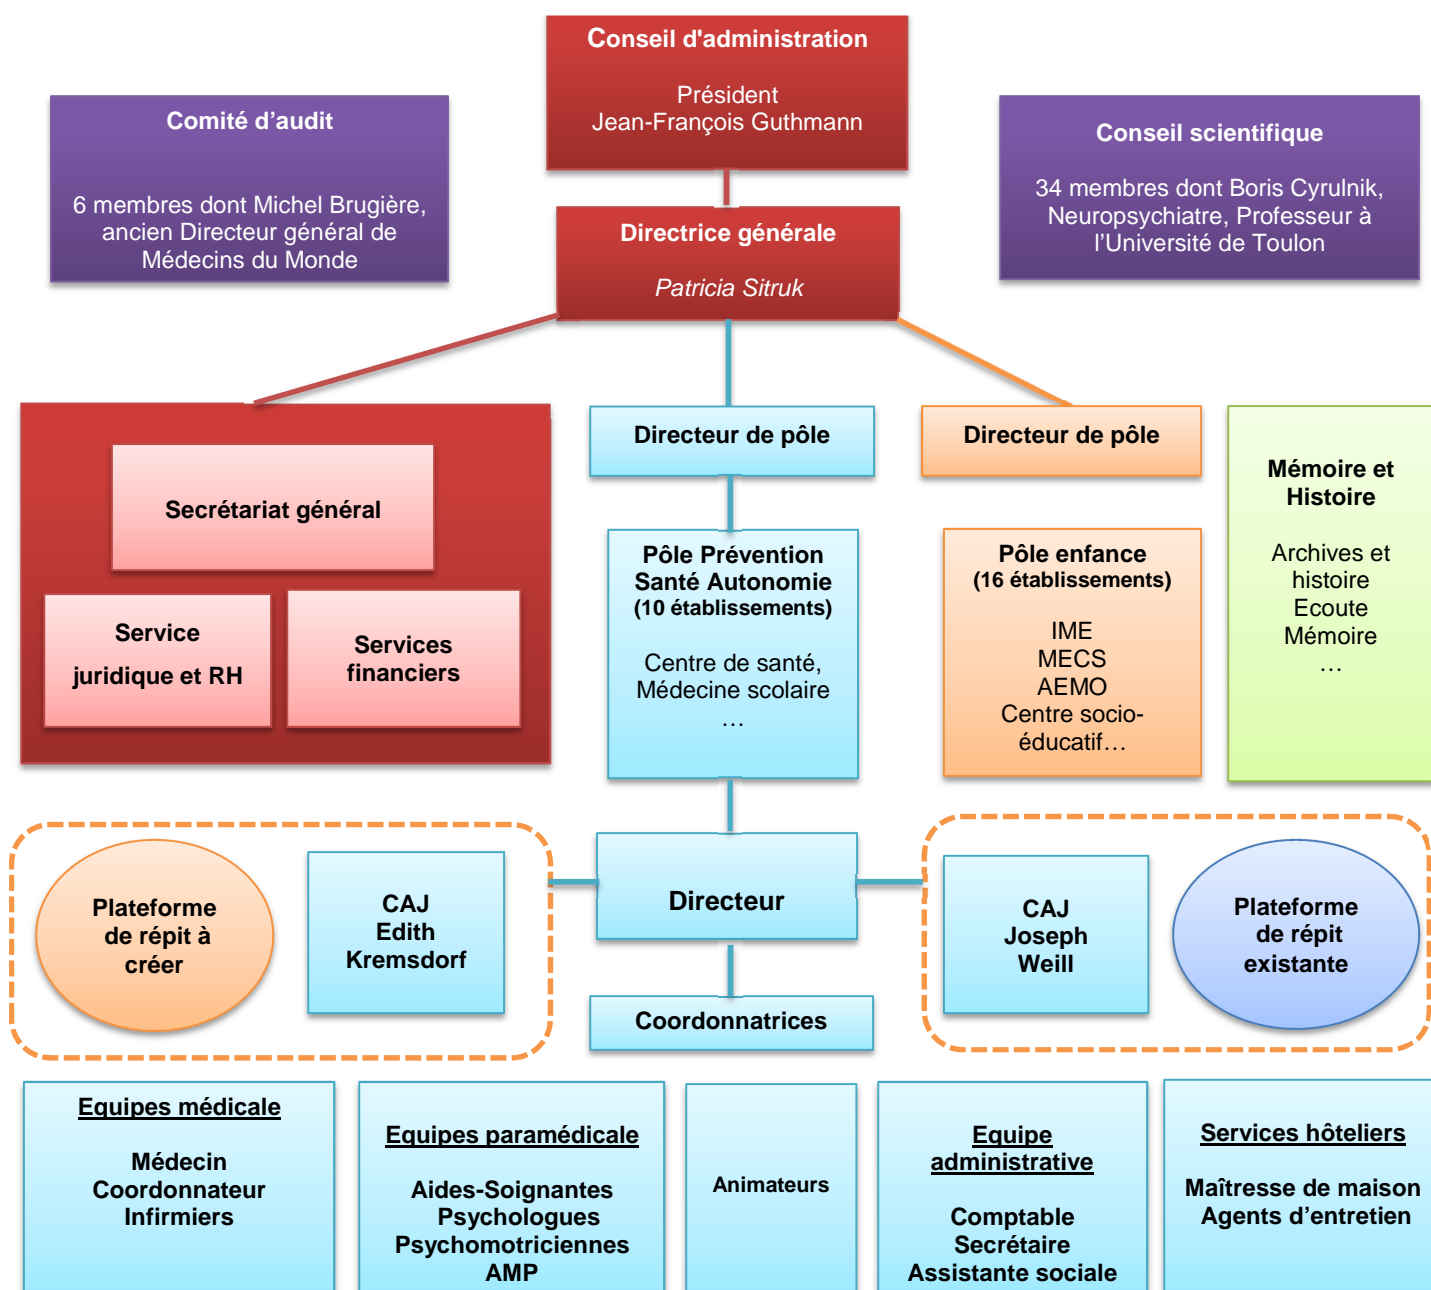 Conseil d'administration
Président
Jean-François Guthmann
Comité d’audit
6 membres dont Michel Brugière,
ancien Directeur général de
Médecins du Monde
Conseil scientifique
34 membres dont Boris Cyrulnik,
Neuropsychiatre, Professeur à
l’Université de Toulon
Directrice générale
Patricia Sitruk
Secrétariat général
Service
juridique et RH
Services
financiers
Directeur de pôle
Pôle Prévention
Santé Autonomie
(10 établissements)
Centre de santé,
Médecine scolaire
…
Directeur de pôle
Pôle enfance
(16 établissements)
IME
MECS
AEMO
Centre socio-
éducatif…
Mémoire et
Histoire
Archives et
histoire
Ecoute
Mémoire
…
Plateforme
de répit à
créer
CAJ
Edith
Kremsdorf
Directeur
CAJ
Joseph
Weill
Plateforme
de répit
existante
Coordonnatrices
Equipes médicale
Médecin
Coordonnateur
Infirmiers
Equipes paramédicale
Aides-Soignantes
Psychologues
Psychomotriciennes
AMP
Animateurs
Equipe
administrative
Comptable
Secrétaire
Assistante sociale
Services hôteliers
Maîtresse de maison
Agents d’entretien